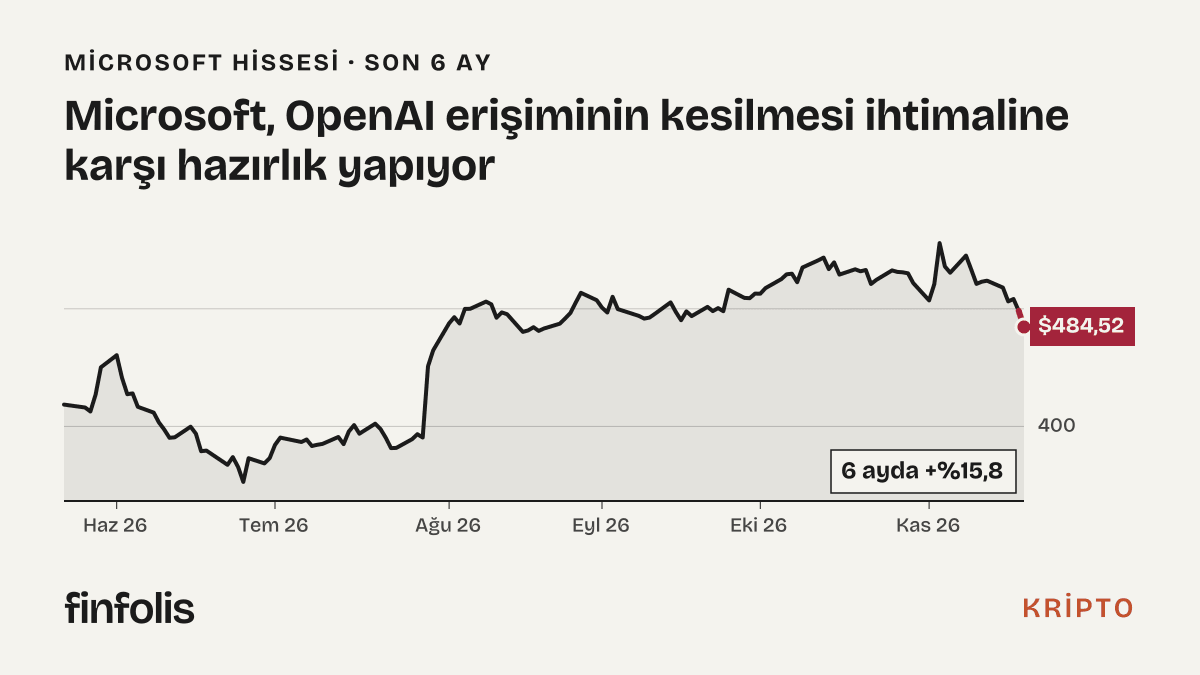 MİCROSOFT HİSSESİ · SON 6 AY
Microsoft, OpenAI erişiminin kesilmesi ihtimaline
karşı hazırlık yapıyor
$484,52
400
6 ayda +%15,8
Haz 26 Tem 26 Ağu 26 Eyl 26 Eki 26 Kas 26
finfolis
KRİPTO